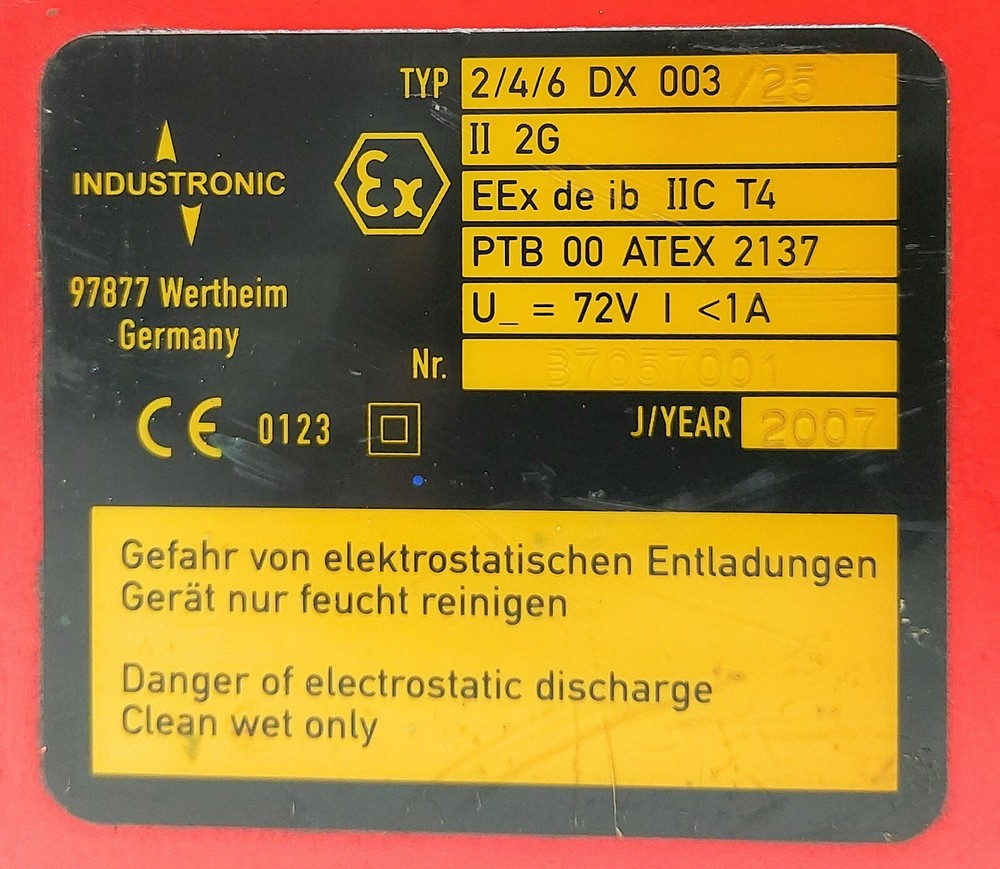 TYP 2/4/6 DX 003 /25
II 2G
INDUSTRONIC
Ex
EEx de ib IIC T4
PTB 00 ATEX 2137
97877 Wertheim
Germany
U_ = 72V I <1A
Nr. B7057001
CE 0123
J/YEAR 2007
Gefahr von elektrostatischen Entladungen
Gerät nur feucht reinigen
Danger of electrostatic discharge
Clean wet only